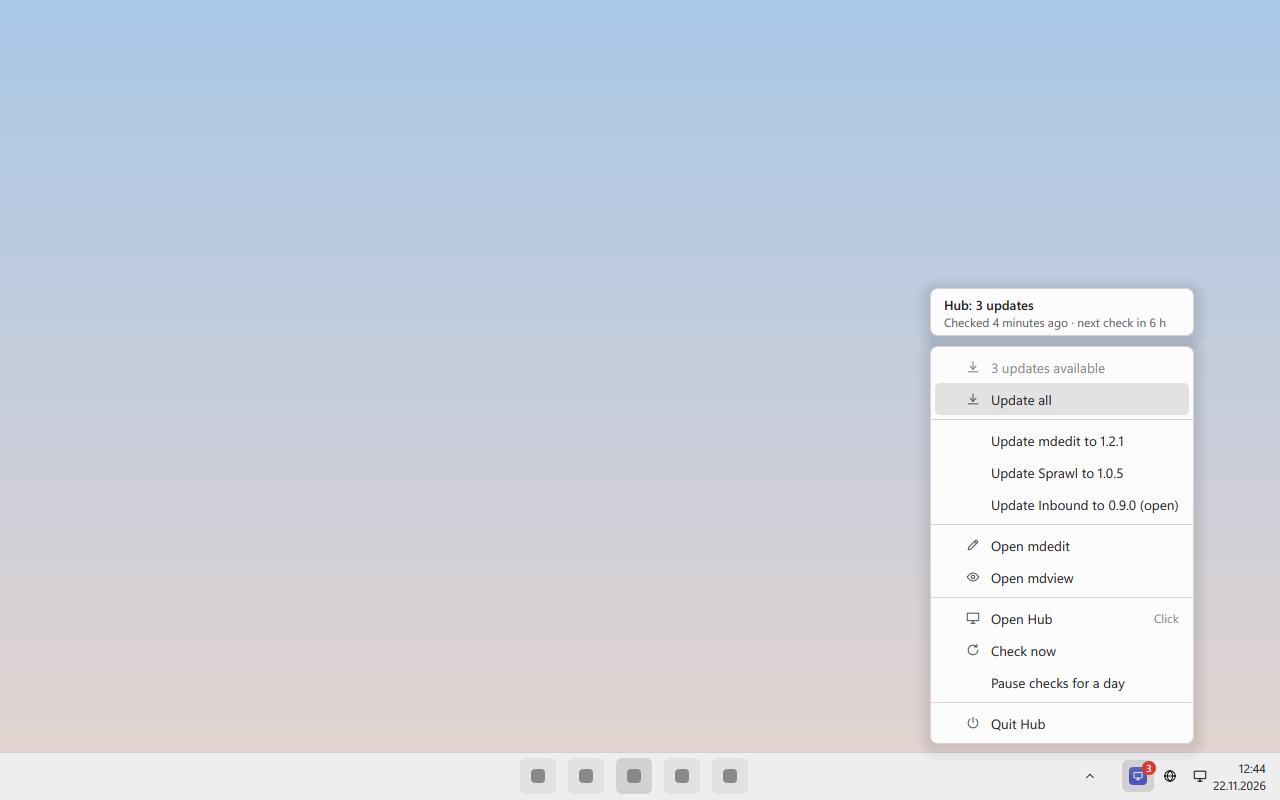 Hub: 3 updates
Checked 4 minutes ago · next check in 6 h
3 updates available
Update all
Update mdedit to 1.2.1
Update Sprawl to 1.0.5
Update Inbound to 0.9.0 (open)
Open mdedit
Open mdview
Open Hub Click
Check now
Pause checks for a day
Quit Hub
3
12:44
22.11.2026